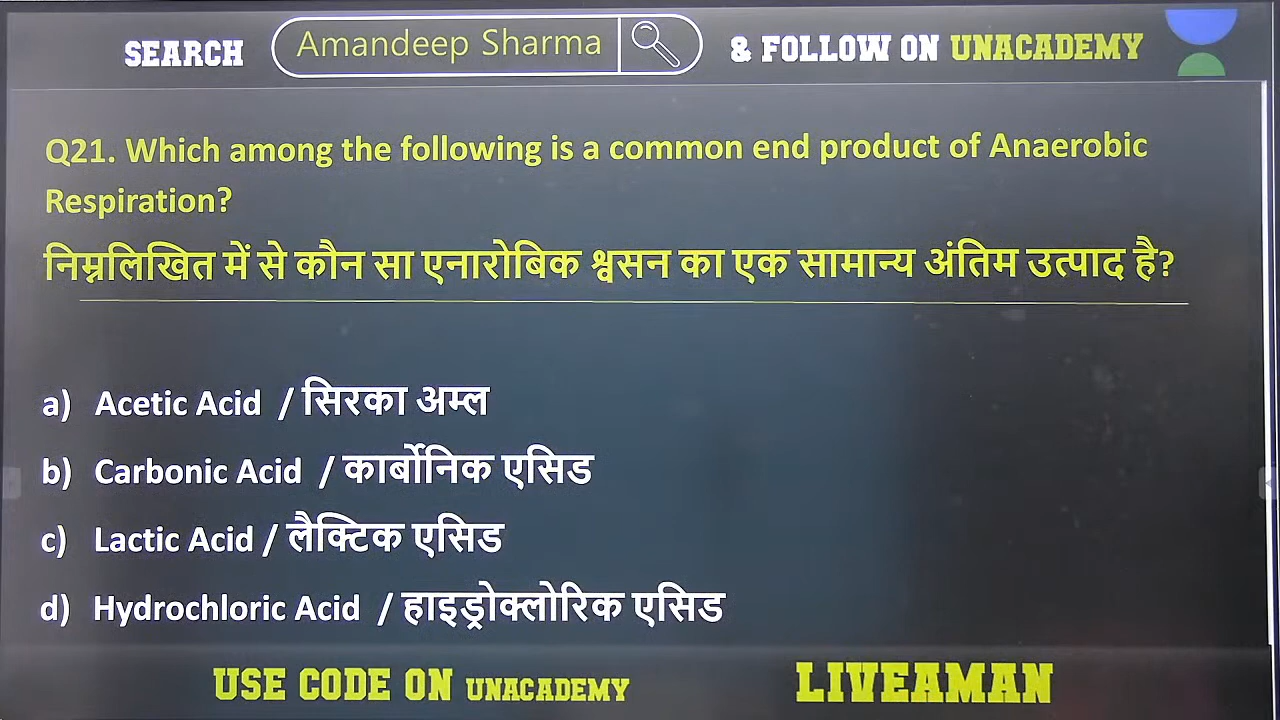 SEARCH Amandeep Sharma & FOLLOW ON UNACADEMY
Q21. Which among the following is a common end product of Anaerobic
Respiration?
निम्नलिखित में से कौन सा एनारोबिक श्वसन का एक सामान्य अंतिम उत्पाद है?
a) Acetic Acid / सिरका अम्ल
b) Carbonic Acid / कार्बोनिक एसिड
c) Lactic Acid / लैक्टिक एसिड
d) Hydrochloric Acid / हाइड्रोक्लोरिक एसिड
USE CODE ON UNACADEMY LIVEAMAN